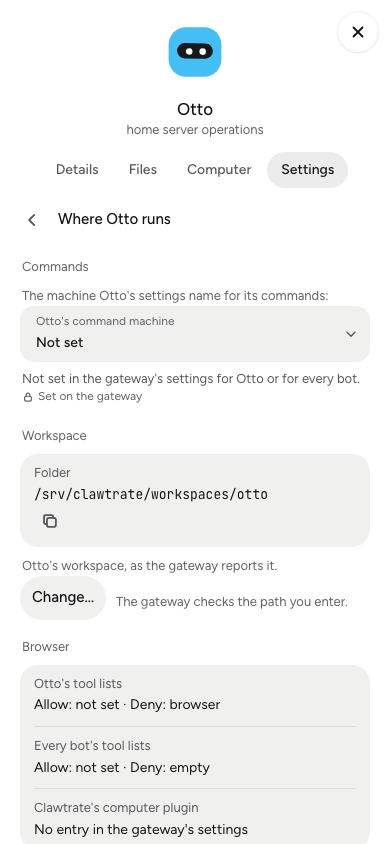 Otto
home server operations
Details Files Computer Settings
Where Otto runs
Commands
The machine Otto's settings name for its commands:
Otto's command machine
Not set
Not set in the gateway's settings for Otto or for every bot.
Set on the gateway
Workspace
Folder
/srv/clawtrate/workspaces/otto
Otto's workspace, as the gateway reports it.
Change... The gateway checks the path you enter.
Browser
Otto's tool lists
Allow: not set · Deny: browser
Every bot's tool lists
Allow: not set · Deny: empty
Clawtrate's computer plugin
No entry in the gateway's settings